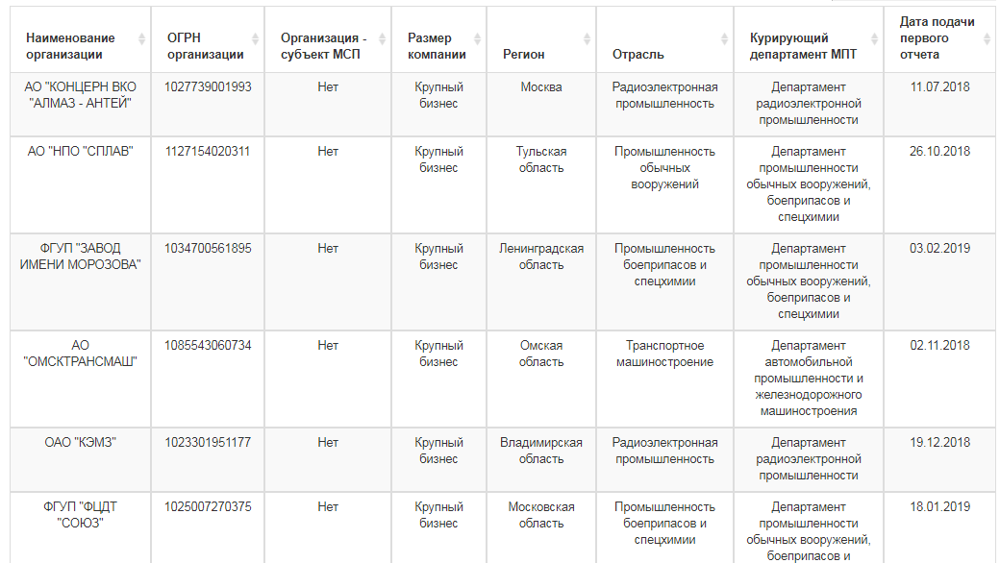 Наименование
организации
ОГРН
организации
Организация -
субъект МСП
Размер
компании
Регион
Отрасль
Курирующий
департамент МПТ
Дата подачи
первого
отчета
АО "КОНЦЕРН ВКО
"АЛМАЗ - АНТЕЙ"
1027739001993
Нет
Крупный
бизнес
Москва
Радиоэлектронная
промышленность
Департамент
радиоэлектронной
промышленности
11.07.2018
АО "НПО "СПЛАВ"
1127154020311
Нет
Крупный
бизнес
Тульская
область
Промышленность
обычных
вооружений
Департамент
промышленности
обычных вооружений,
боеприпасов и
спецхимии
26.10.2018
ФГУП "ЗАВОД
ИМЕНИ МОРОЗОВА"
1034700561895
Нет
Крупный
бизнес
Ленинградская
область
Промышленность
боеприпасов и
спецхимии
Департамент
промышленности
обычных вооружений,
боеприпасов и
спецхимии
03.02.2019
АО
"ОМСКТРАНСМАШ"
1085543060734
Нет
Крупный
бизнес
Омская
область
Транспортное
машиностроение
Департамент
автомобильной
промышленности и
железнодорожного
машиностроения
02.11.2018
ОАО "КЭМЗ"
1023301951177
Нет
Крупный
бизнес
Владимирская
область
Радиоэлектронная
промышленность
Департамент
радиоэлектронной
промышленности
19.12.2018
ФГУП "ФЦДТ
"СОЮЗ"
1025007270375
Нет
Крупный
бизнес
Московская
область
Промышленность
боеприпасов и
спецхимии
Департамент
промышленности
обычных вооружений,
боеприпасов и
18.01.2019